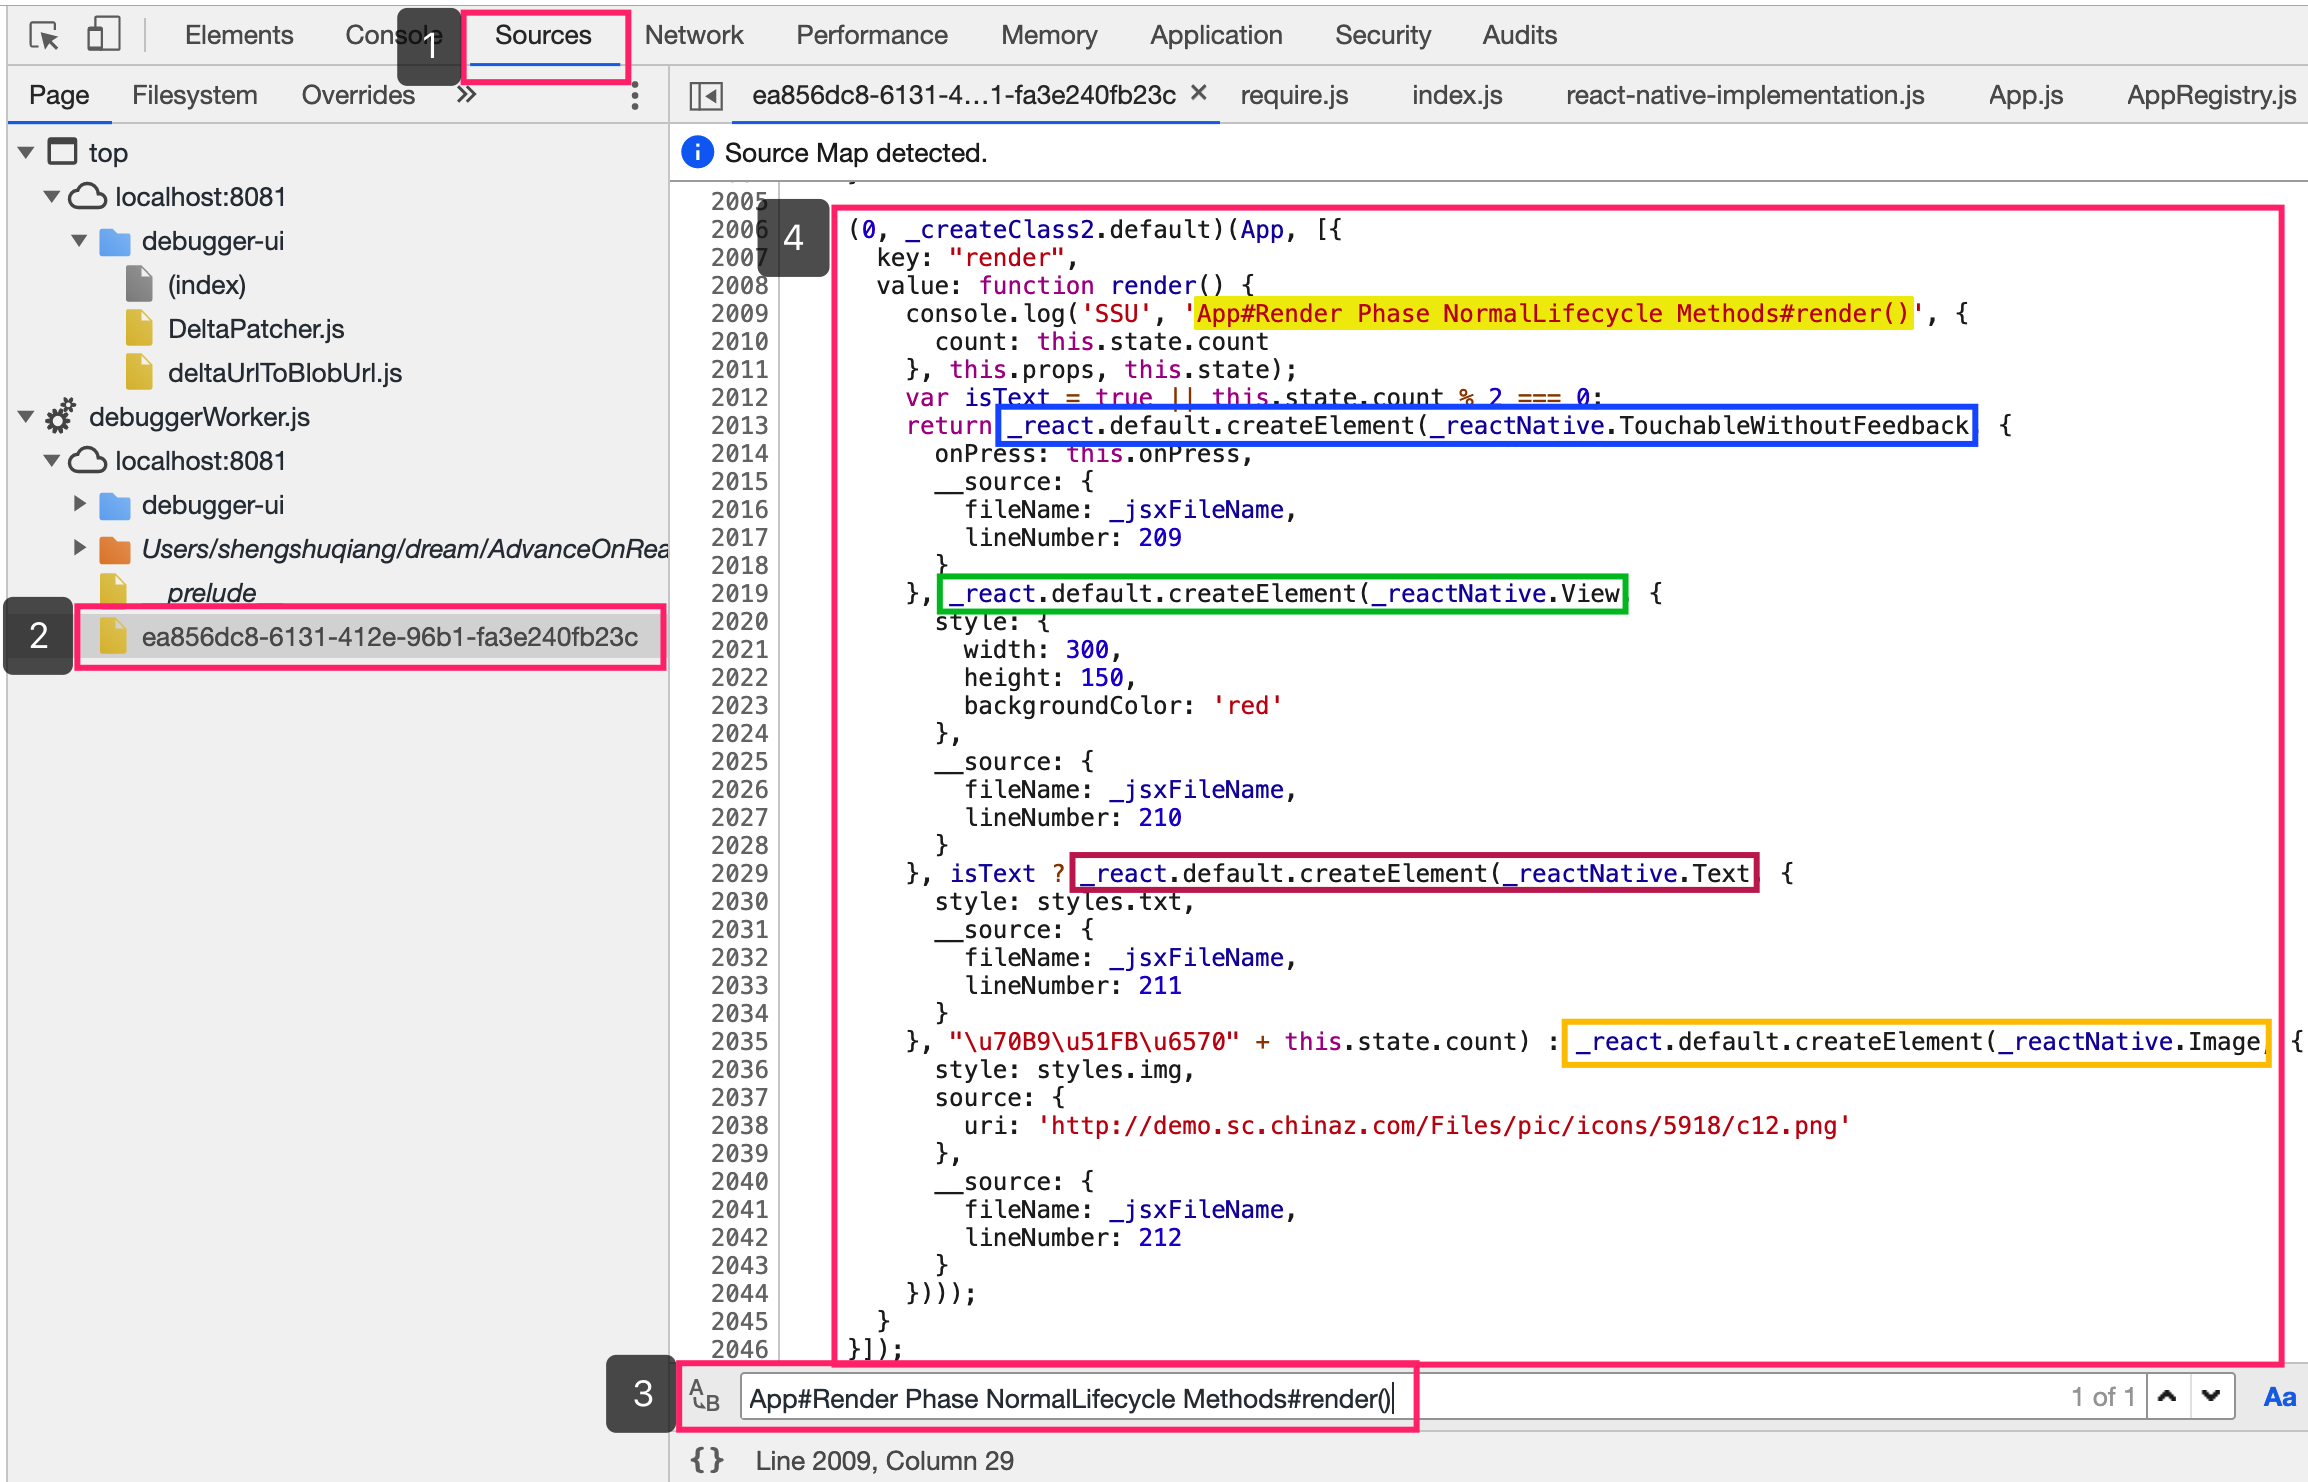 Elements Console Sources Network Performance Memory Application Security Audits
1
Page Filesystem Overrides »
ea856dc8-6131-4...1-fa3e240fb23c × require.js index.js react-native-implementation.js App.js AppRegistry.js
Source Map detected.
top
localhost:8081
debugger-ui
(index)
DeltaPatcher.js
deltaUrlToBlobUrl.js
debuggerWorker.js
localhost:8081
debugger-ui
Users/shengshuqiang/dream/AdvanceOnRea
prelude
2
ea856dc8-6131-412e-96b1-fa3e240fb23c
4
2005
2006 (0, _createClass2.default)(App, [{
2007 key: "render",
2008 value: function render() {
2009 console.log('SSU', 'App#Render Phase NormalLifecycle Methods#render()', {
2010 count: this.state.count
2011 }, this.props, this.state);
2012 var isText = true || this.state.count % 2 === 0;
2013 return _react.default.createElement(_reactNative.TouchableWithoutFeedback {
2014 onPress: this.onPress,
2015 __source: {
2016 fileName: _jsxFileName,
2017 lineNumber: 209
2018 }
2019 }, _react.default.createElement(_reactNative.View {
2020 style: {
2021 width: 300,
2022 height: 150,
2023 backgroundColor: 'red'
2024 },
2025 __source: {
2026 fileName: _jsxFileName,
2027 lineNumber: 210
2028 }
2029 }, isText ? _react.default.createElement(_reactNative.Text {
2030 style: styles.txt,
2031 __source: {
2032 fileName: _jsxFileName,
2033 lineNumber: 211
2034 }
2035 }, "\u70B9\u51FB\u6570" + this.state.count) : _react.default.createElement(_reactNative.Image, {
2036 style: styles.img,
2037 source: {
2038 uri: 'http://demo.sc.chinaz.com/Files/pic/icons/5918/c12.png'
2039 },
2040 __source: {
2041 fileName: _jsxFileName,
2042 lineNumber: 212
2043 }
2044 })));
2045 }
2046 }]);
3
App#Render Phase NormalLifecycle Methods#render() 1 of 1 Aa
{} Line 2009, Column 29